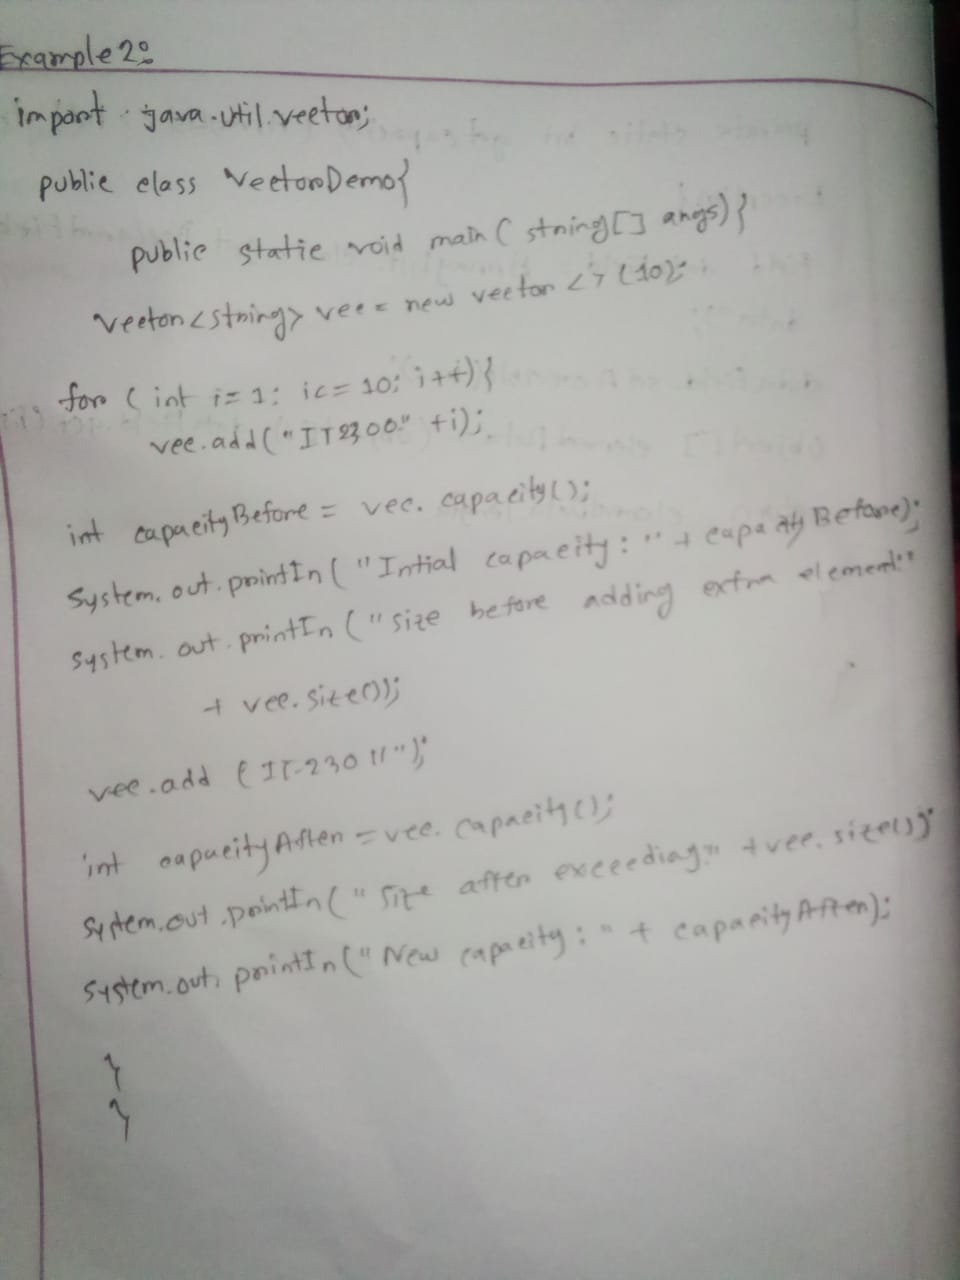 Example 2:
import java.util.vector;
public class VectorDemo{
public static void main ( string[] args) {
Vector<string> vec = new vector <> (10);
for ( int i= 1; i<= 10; i++) {
vec.add("IT2300" +i);
int capacityBefore = vec. capacity();
System. out. printIn ( "Intial capacity: " + capacity Before);
System. out. printIn ("size before adding extra element:"
+ vec. size());
vec.add (IT-23011");
int capacityAfter = vec. capacity();
System.out .printIn(" Size after exceeding" +vec. size());
System.out. printIn(" New capacity: " + capacityAfter);
}
}